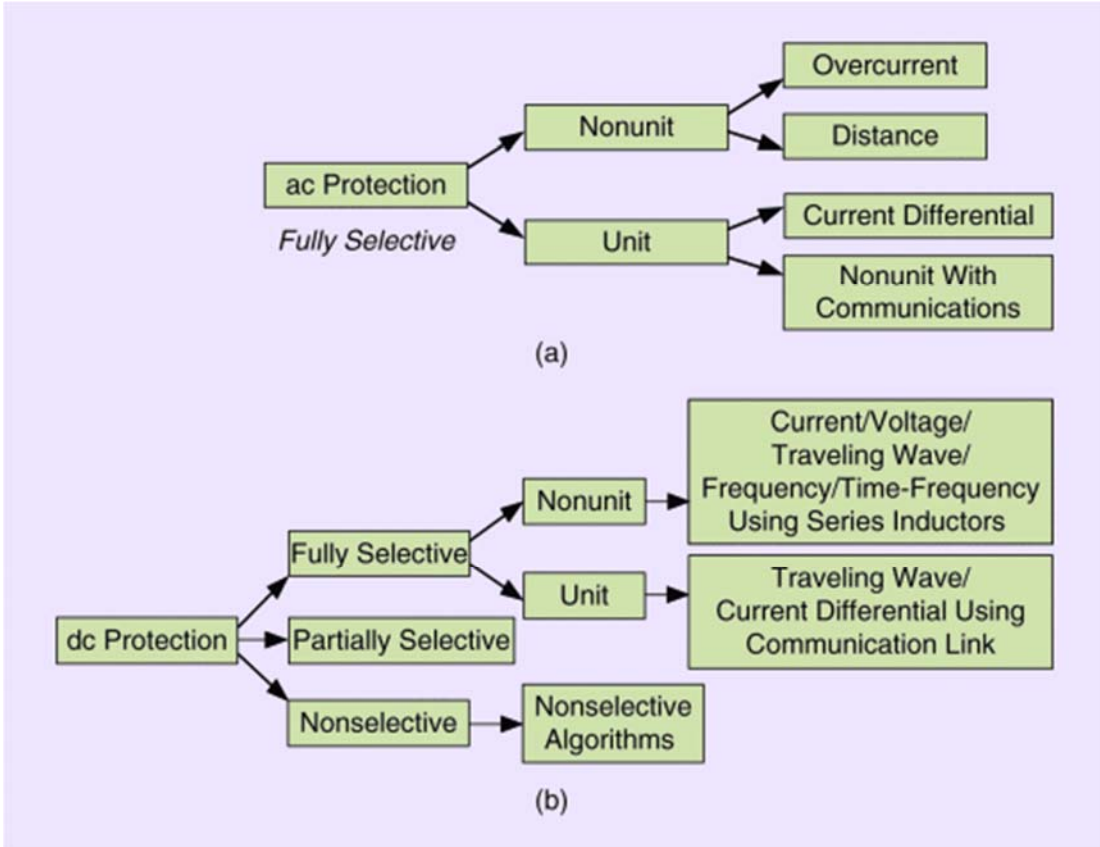 Overcurrent
Nonunit
Distance
ac Protection
Fully Selective
Current Differential
Unit
Nonunit With
Communications
(a)
Current/Voltage/
Traveling Wave/
Frequency/Time-Frequency
Using Series Inductors
Nonunit
Fully Selective
Unit
Traveling Wave/
Current Differential Using
Communication Link
dc Protection
Partially Selective
Nonselective
Nonselective
Algorithms
(b)